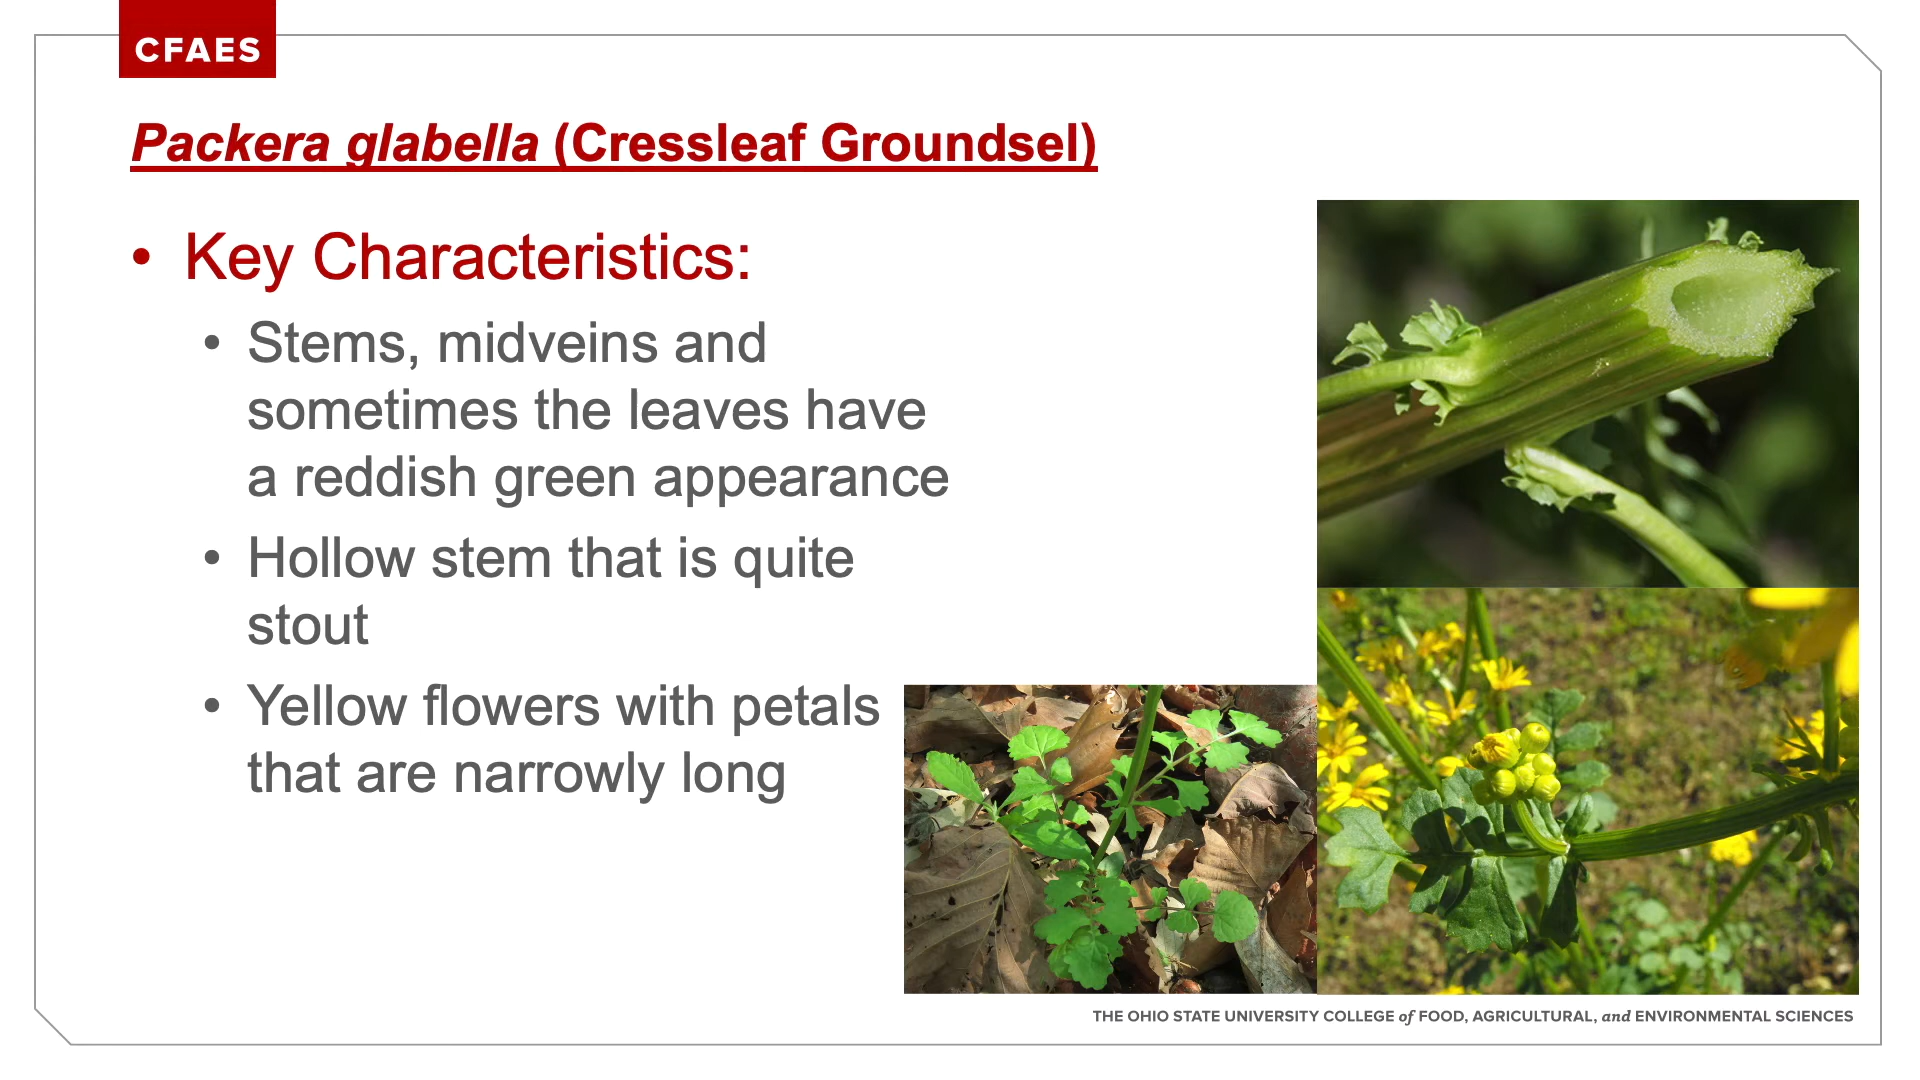 CFAES
Packera glabella (Cressleaf Groundsel)
• Key Characteristics:
• Stems, midveins and
sometimes the leaves have
a reddish green appearance
• Hollow stem that is quite
stout
• Yellow flowers with petals
that are narrowly long
THE OHIO STATE UNIVERSITY COLLEGE of FOOD, AGRICULTURAL, and ENVIRONMENTAL SCIENCES